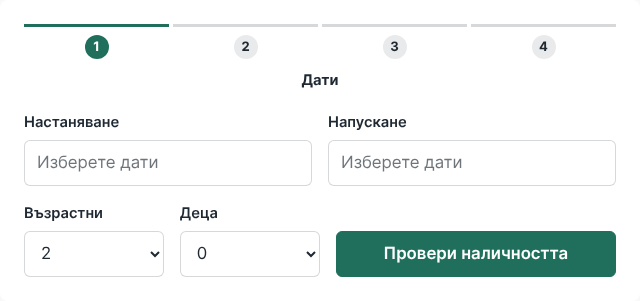 1 2 3 4
Дати
Настаняване Напускане
Изберете дати Изберете дати
Възрастни Деца
2 0 Провери наличността